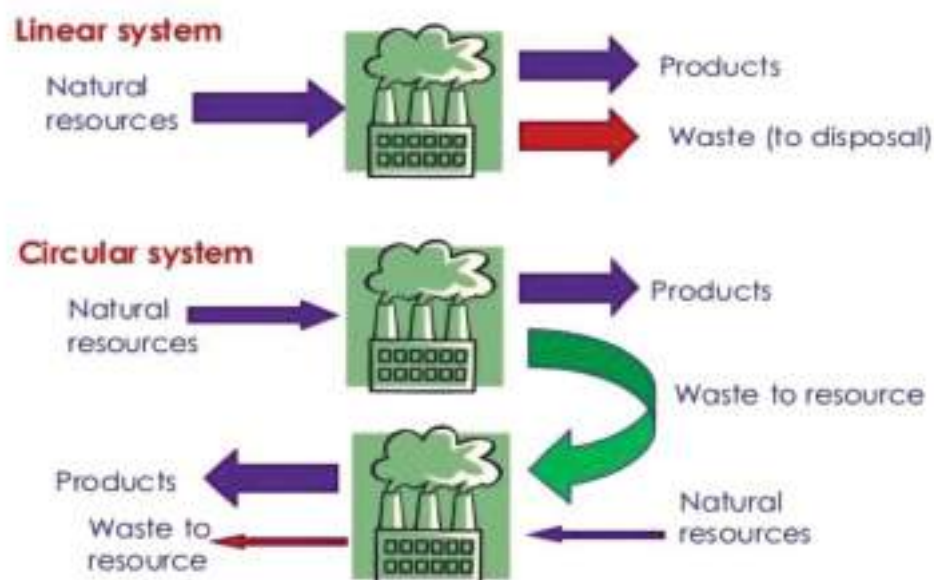 Linear system
Natural
resources
Products
Waste (to disposal)
Circular system
Natural
resources
Products
Waste to resource
Products
Waste to
resource
Natural
resources